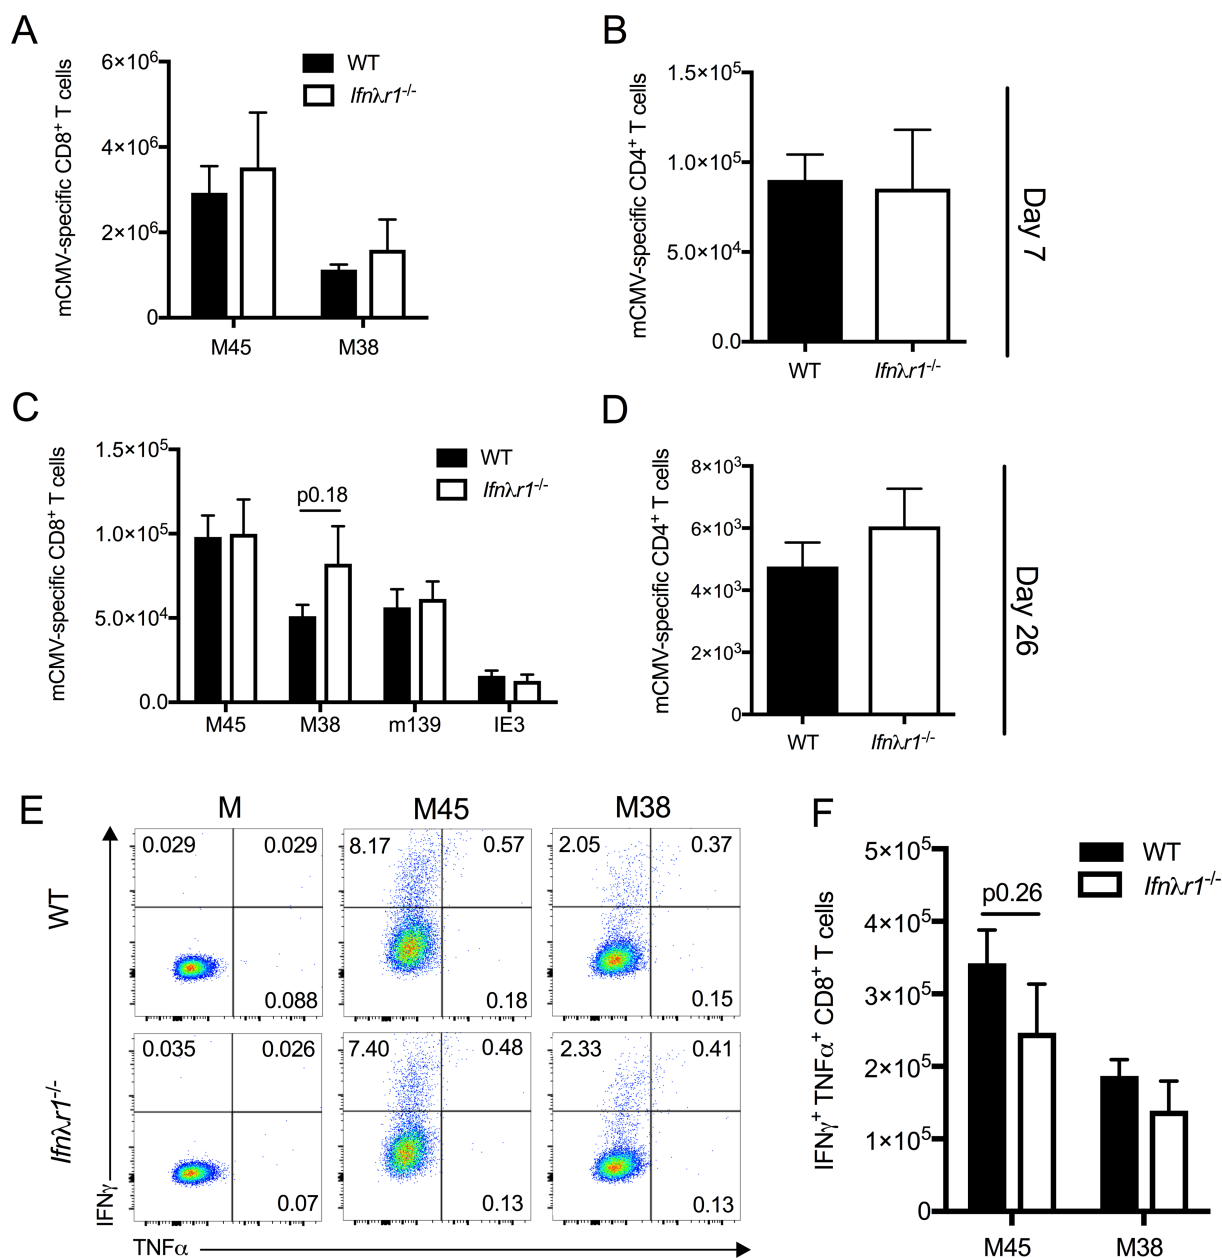 A
mCMV-specific CD8⁺ T cells
6×10⁶
4×10⁶
2×10⁶
0
WT
Ifnλr1⁻/⁻
M45 M38
B
mCMV-specific CD4⁺ T cells
1.5×10⁵
1.0×10⁵
5.0×10⁴
0.0
WT Ifnλr1⁻/⁻
Day 7
C
mCMV-specific CD8⁺ T cells
1.5×10⁵
1.0×10⁵
5.0×10⁴
0.0
WT
Ifnλr1⁻/⁻
p0.18
M45 M38 m139 IE3
D
mCMV-specific CD4⁺ T cells
8×10³
6×10³
4×10³
2×10³
0
WT Ifnλr1⁻/⁻
Day 26
E
M M45 M38
WT
0.029 0.029 8.17 0.57 2.05 0.37
0.088 0.18 0.15
Ifnλr1⁻/⁻
0.035 0.026 7.40 0.48 2.33 0.41
0.07 0.13 0.13
IFNγ
TNFα
F
IFNγ⁺ TNFα⁺ CD8⁺ T cells
5×10⁵
4×10⁵
3×10⁵
2×10⁵
1×10⁵
0
WT
Ifnλr1⁻/⁻
p0.26
M45 M38